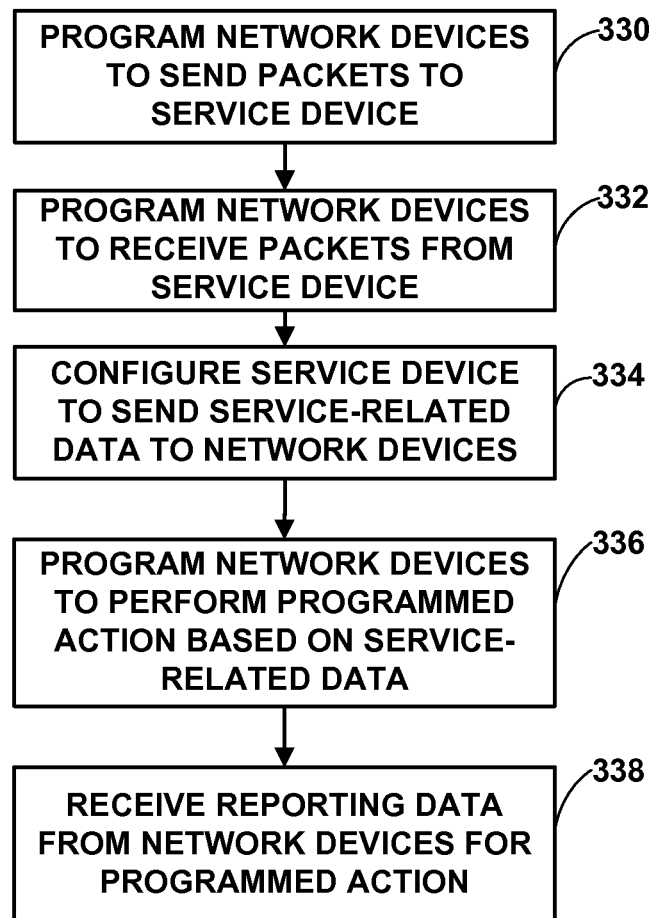 PROGRAM NETWORK DEVICES
TO SEND PACKETS TO
SERVICE DEVICE
330
PROGRAM NETWORK DEVICES
TO RECEIVE PACKETS FROM
SERVICE DEVICE
332
CONFIGURE SERVICE DEVICE
TO SEND SERVICE-RELATED
DATA TO NETWORK DEVICES
334
PROGRAM NETWORK DEVICES
TO PERFORM PROGRAMMED
ACTION BASED ON SERVICE-
RELATED DATA
336
RECEIVE REPORTING DATA
FROM NETWORK DEVICES FOR
PROGRAMMED ACTION
338